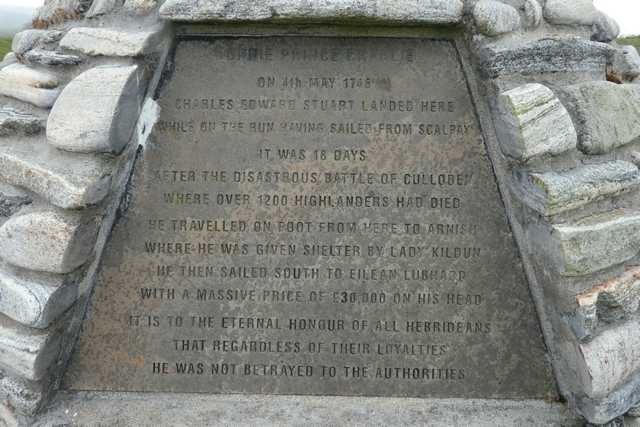 BONNIE PRINCE CHARLIE
ON 4th MAY 1746
CHARLES EDWARD STUART LANDED HERE
WHILE ON THE RUN HAVING SAILED FROM SCALPAY
IT WAS 18 DAYS
AFTER THE DISASTROUS BATTLE OF CULLODEN
WHERE OVER 1200 HIGHLANDERS HAD DIED
HE TRAVELLED ON FOOT FROM HERE TO ARNISH
WHERE HE WAS GIVEN SHELTER BY LADY KILDUN
HE THEN SAILED SOUTH TO EILEAN LUBHARD
WITH A MASSIVE PRICE OF £30,000 ON HIS HEAD
IT IS TO THE ETERNAL HONOUR OF ALL HEBRIDEANS
THAT REGARDLESS OF THEIR LOYALTIES
HE WAS NOT BETRAYED TO THE AUTHORITIES